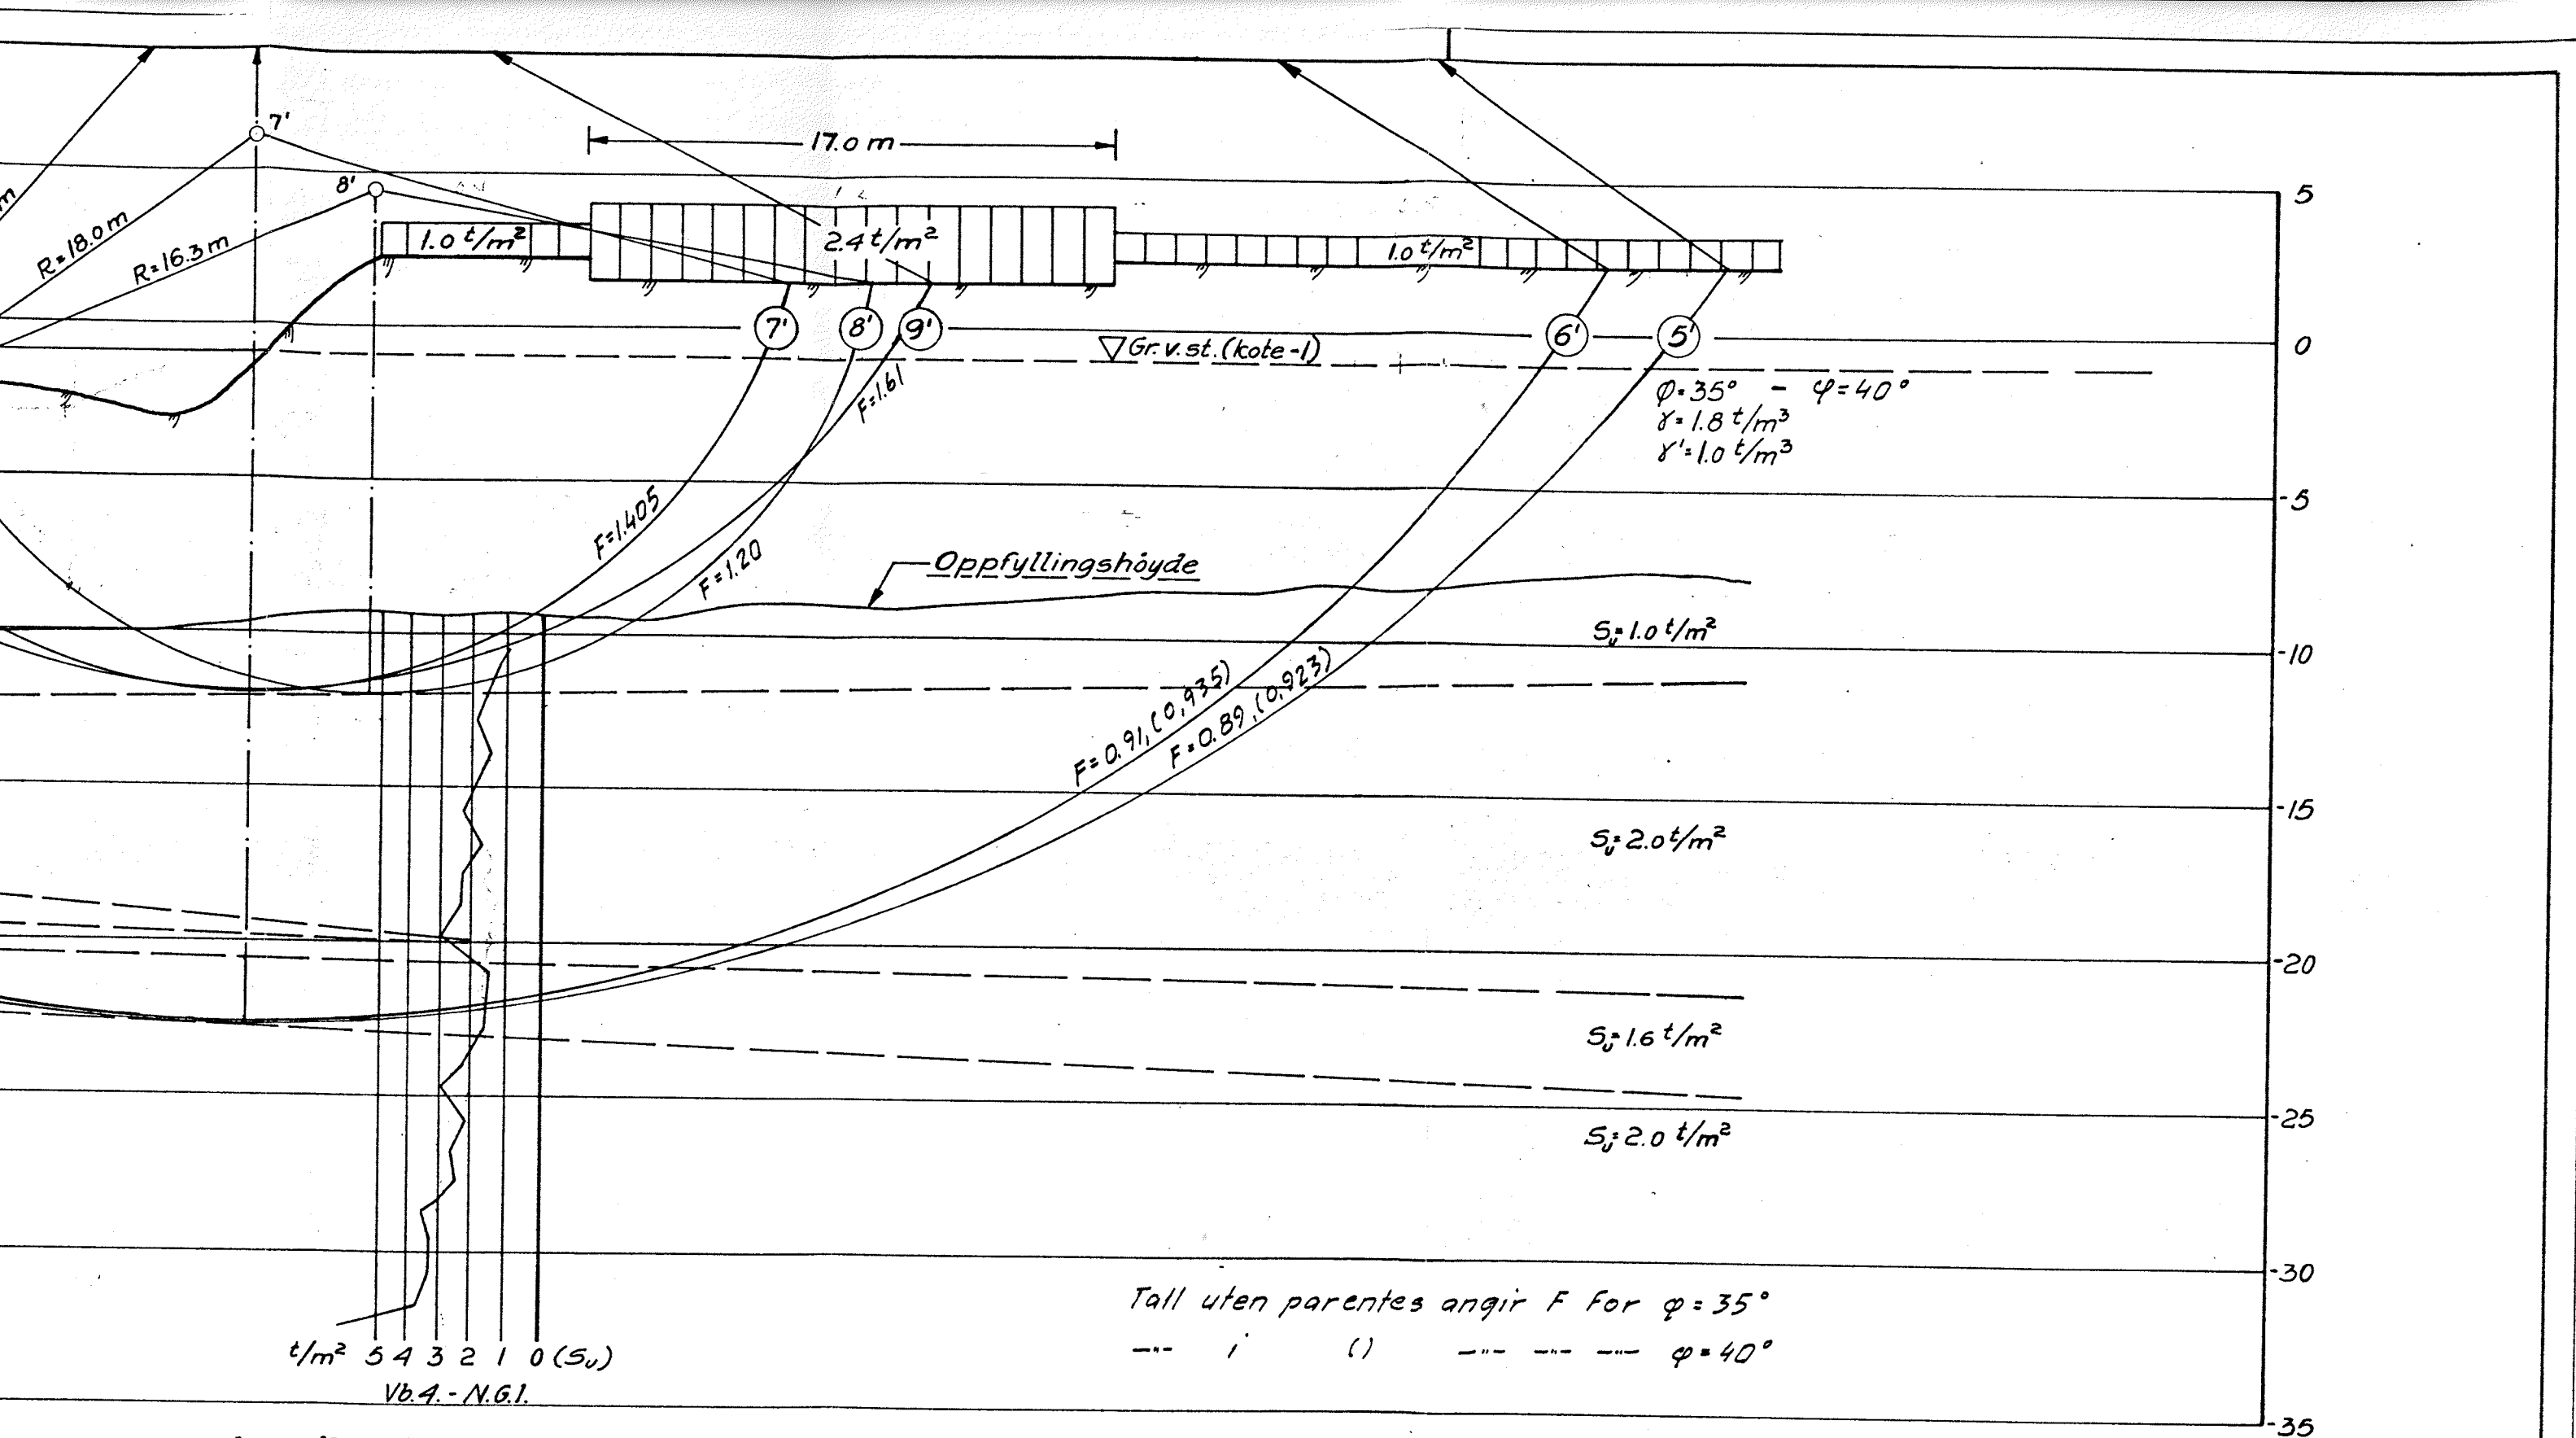 7'
17.0 m
8'
m
R=18.0 m
R=16.3 m
1.0 t/m²
2.4 t/m²
1.0 t/m²
5
7'
8'
9'
6'
5'
Gr.v.st. (kote-1)
0
F=1.61
φ=35° - φ=40°
γ=1.8 t/m³
γ'=1.0 t/m³
F=1.405
-5
F=1.20
Oppfyllingshöyde
Su=1.0 t/m²
-10
F=0.91,(0,935)
F=0.89,(0,923)
-15
Su=2.0 t/m²
-20
Su=1.6 t/m²
-25
Su=2.0 t/m²
-30
Tall uten parentes angir F for φ=35°
—"— i () —"— —"— —"— φ=40°
t/m² 5 4 3 2 1 0 (Su)
Vb.4.- N.G.I.
-35